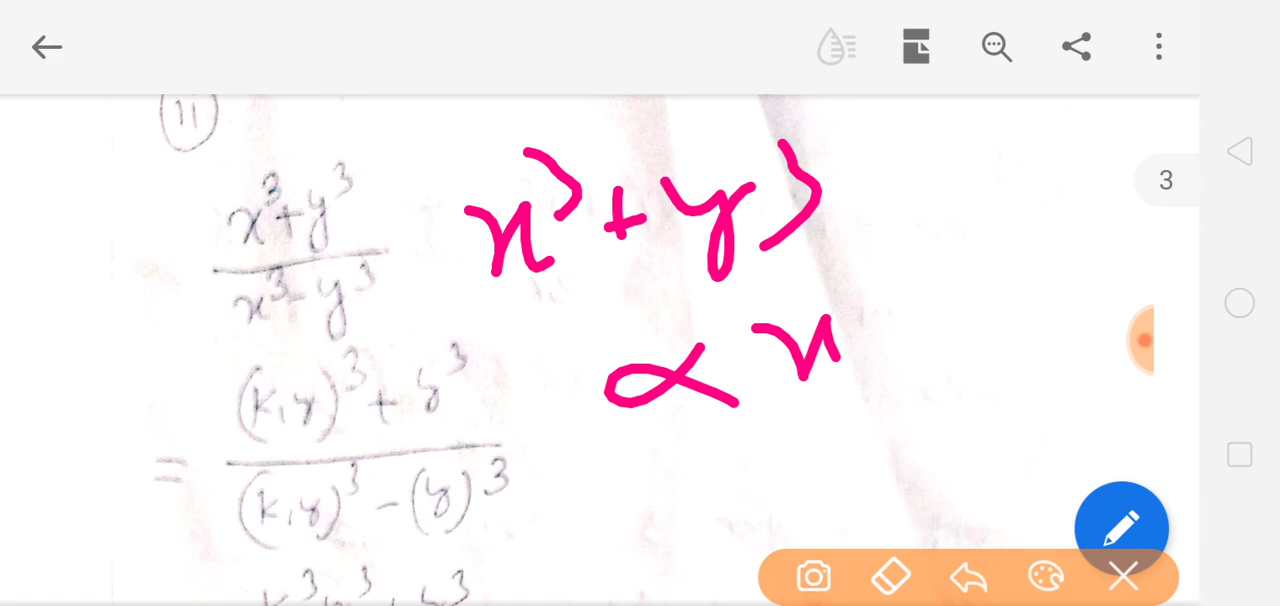 (11)
x³+y³ / x³-y³
x³+y³
∝ x
= (k₁y)³ + y³ / (k₁y)³ - (y)³
3